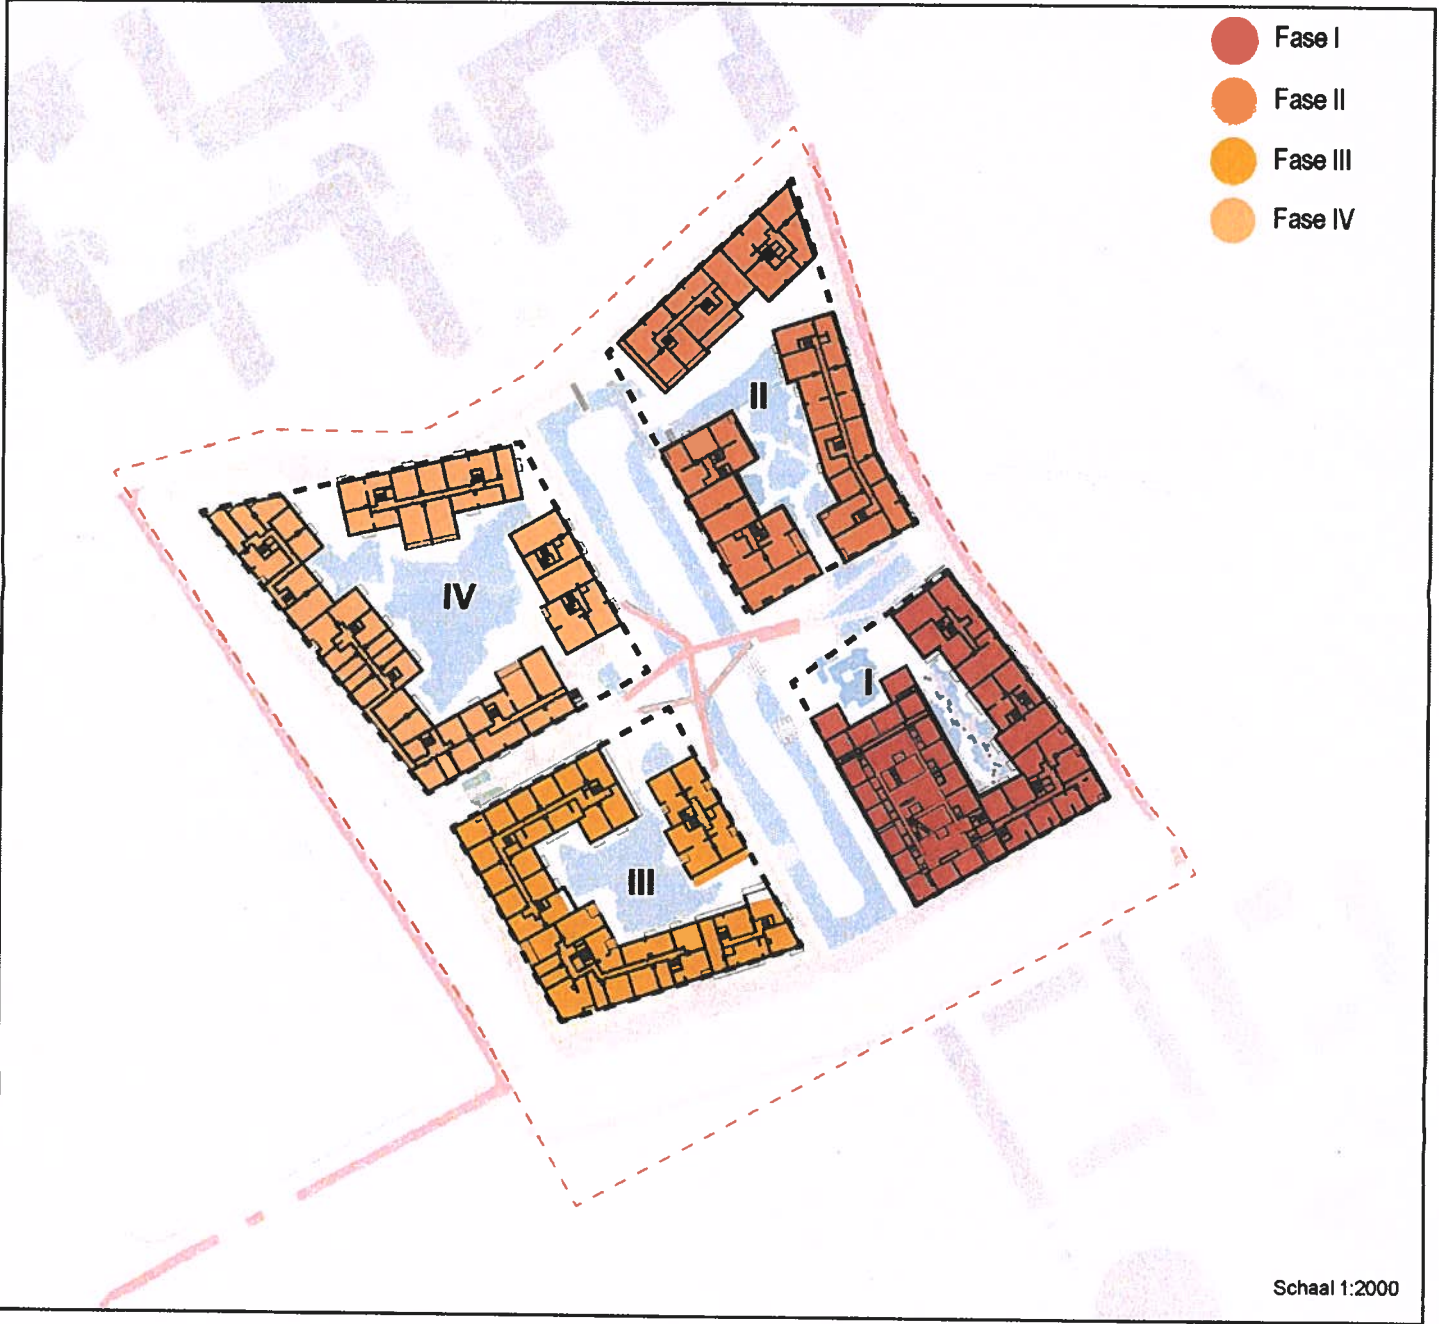 Fase I
Fase II
Fase III
Fase IV
II
IV
I
III
Schaal 1:2000